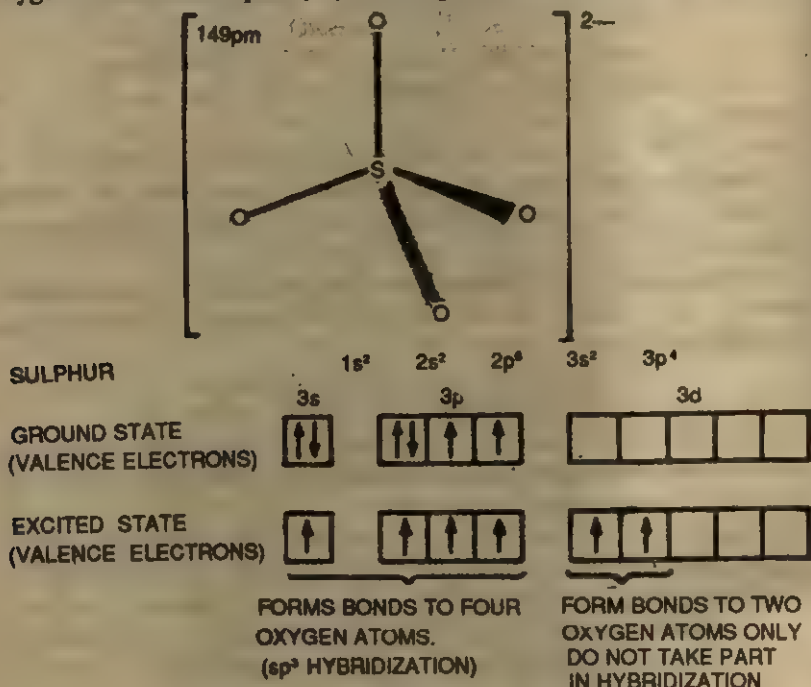 149pm
2—
O
S
O
O
O
SULPHUR 1s² 2s² 2p⁶ 3s² 3p⁴
3s 3p 3d
GROUND STATE
(VALENCE ELECTRONS)
EXCITED STATE
(VALENCE ELECTRONS)
FORMS BONDS TO FOUR
OXYGEN ATOMS.
(sp³ HYBRIDIZATION)
FORM BONDS TO TWO
OXYGEN ATOMS ONLY
DO NOT TAKE PART
IN HYBRIDIZATION